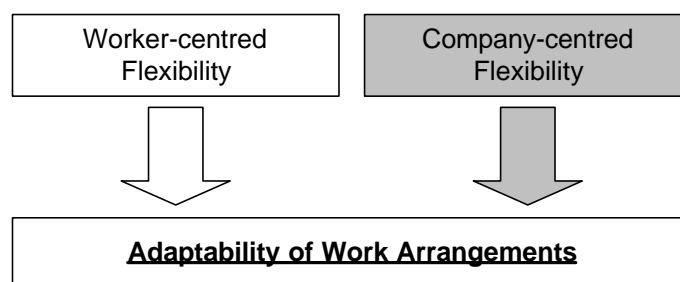 Worker-centred
Flexibility
Company-centred
Flexibility
Adaptability of Work Arrangements